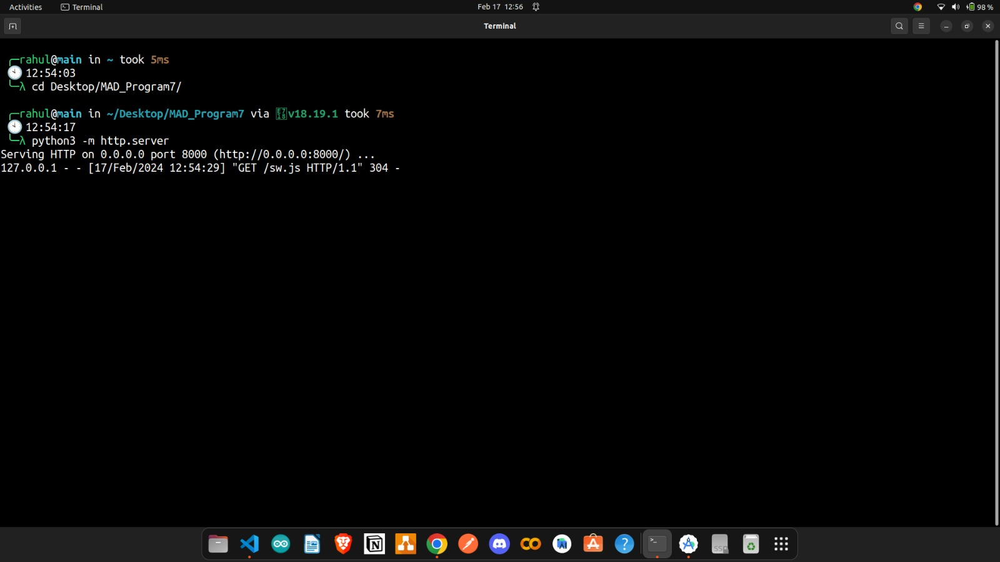 Activities
Terminal
Feb 17 12:56
98 %
Terminal
rahul@main in ~ took 5ms
12:54:03
λ cd Desktop/MAD_Program7/
rahul@main in ~/Desktop/MAD_Program7 via v18.19.1 took 7ms
12:54:17
λ python3 -m http.server
Serving HTTP on 0.0.0.0 port 8000 (http://0.0.0.0:8000/) ...
127.0.0.1 - - [17/Feb/2024 12:54:29] "GET /sw.js HTTP/1.1" 304 -